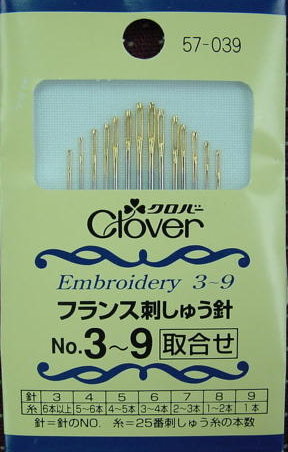 57-039
クロバー
Clover
Embroidery 3~9
フランス刺しゅう針
No.3~9 取合せ
針 3 4 5 6 7 8 9
糸 6本以上 5~6本 4~5本 3~4本 2~3本 1~2本 1本
針=針のNO. 糸=25番刺しゅう糸の本数